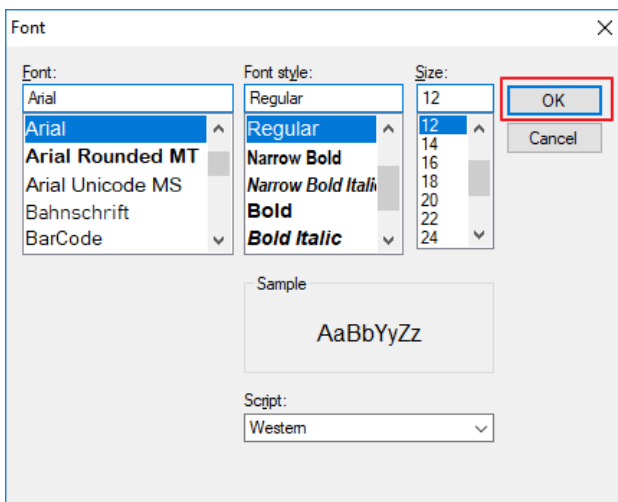 Font
Font:
Font style:
Size:
Arial
Regular
12
OK
Cancel
Arial
Arial Rounded MT
Arial Unicode MS
Bahnschrift
BarCode
Regular
Narrow Bold
Narrow Bold Itali
Bold
Bold Italic
12
14
16
18
20
22
24
Sample
AaBbYyZz
Script:
Western